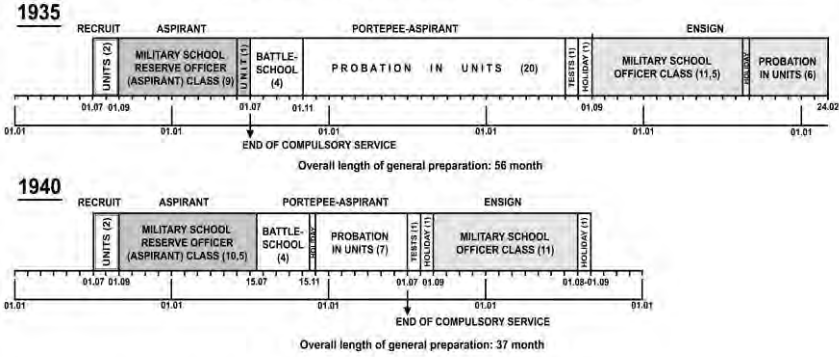 1935
RECRUIT ASPIRANT PORTEPEE-ASPIRANT ENSIGN
UNITS (2)
MILITARY SCHOOL
RESERVE OFFICER
(ASPIRANT) CLASS (9)
UNIT (1)
BATTLE-
SCHOOL
(4)
PROBATION IN UNITS (20)
TESTS (1)
HOLIDAY (1)
MILITARY SCHOOL
OFFICER CLASS (11,5)
HOLIDAY
PROBATION
IN UNITS (6)
01.07 01.09 01.07 01.11 01.09 24.02
01.01 01.01 01.01 01.01 01.01 01.01
END OF COMPULSORY SERVICE
Overall length of general preparation: 56 month
1940
RECRUIT ASPIRANT PORTEPEE-ASPIRANT ENSIGN
UNITS (2)
MILITARY SCHOOL
RESERVE OFFICER
(ASPIRANT) CLASS (10,5)
BATTLE-
SCHOOL
(4)
HOLIDAY
PROBATION
IN UNITS (7)
TESTS (1)
HOLIDAY (1)
MILITARY SCHOOL
OFFICER CLASS (11)
HOLIDAY (1)
01.07 01.09 15.07 15.11 01.07 01.09 01.08-01.09
01.01 01.01 01.01 01.01 01.01
END OF COMPULSORY SERVICE
Overall length of general preparation: 37 month